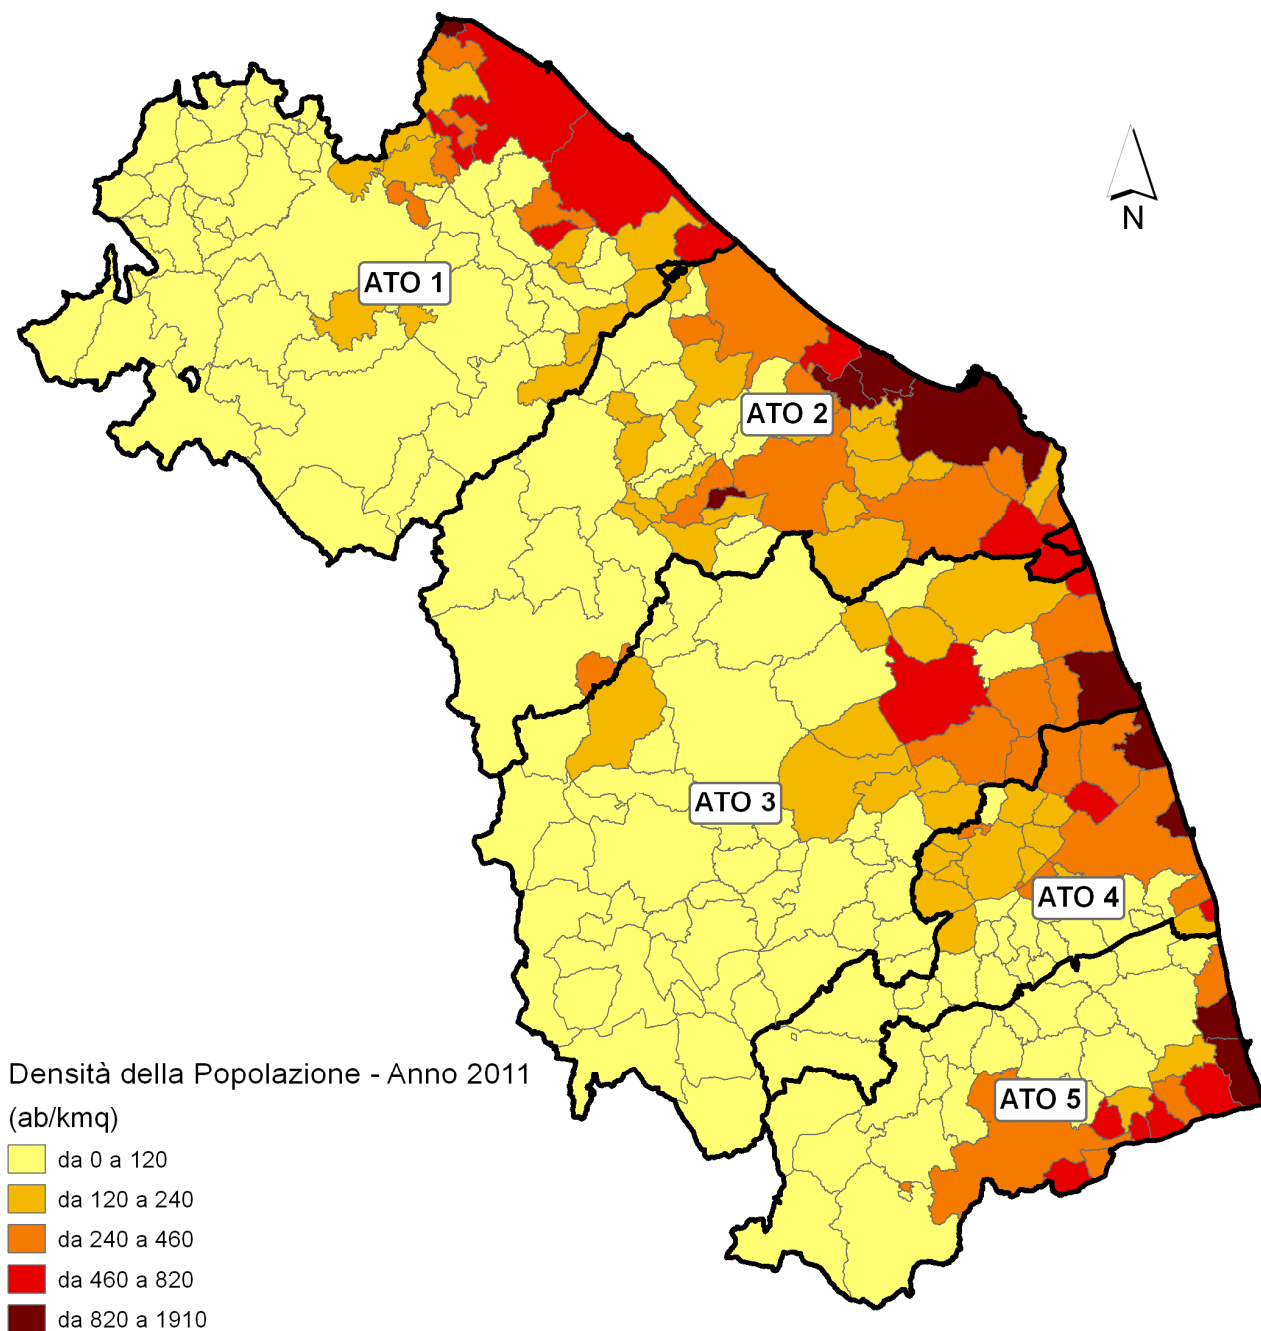 N
ATO 1
ATO 2
ATO 3
ATO 4
ATO 5
Densità della Popolazione - Anno 2011
(ab/kmq)
da 0 a 120
da 120 a 240
da 240 a 460
da 460 a 820
da 820 a 1910